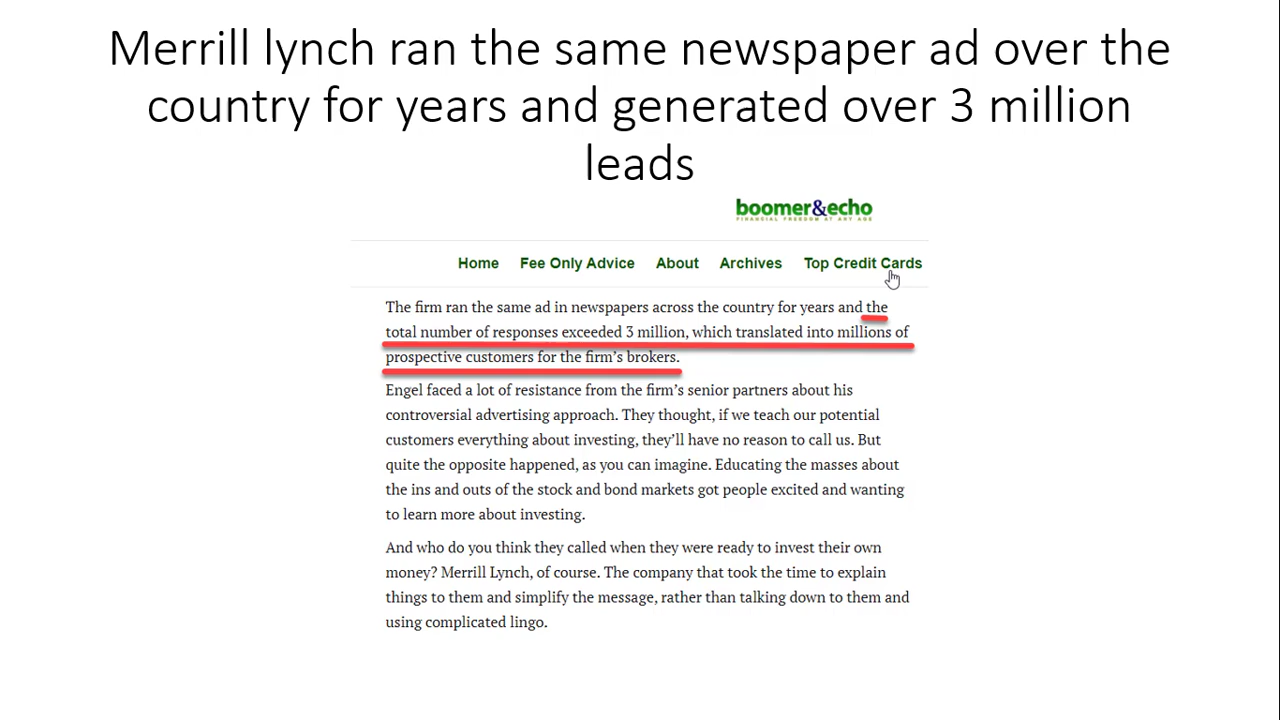 Merrill lynch ran the same newspaper ad over the
country for years and generated over 3 million
leads
boomer&echo
FINANCIAL FREEDOM AT ANY AGE
Home Fee Only Advice About Archives Top Credit Cards
The firm ran the same ad in newspapers across the country for years and the
total number of responses exceeded 3 million, which translated into millions of
prospective customers for the firm’s brokers.
Engel faced a lot of resistance from the firm’s senior partners about his
controversial advertising approach. They thought, if we teach our potential
customers everything about investing, they’ll have no reason to call us. But
quite the opposite happened, as you can imagine. Educating the masses about
the ins and outs of the stock and bond markets got people excited and wanting
to learn more about investing.
And who do you think they called when they were ready to invest their own
money? Merrill Lynch, of course. The company that took the time to explain
things to them and simplify the message, rather than talking down to them and
using complicated lingo.